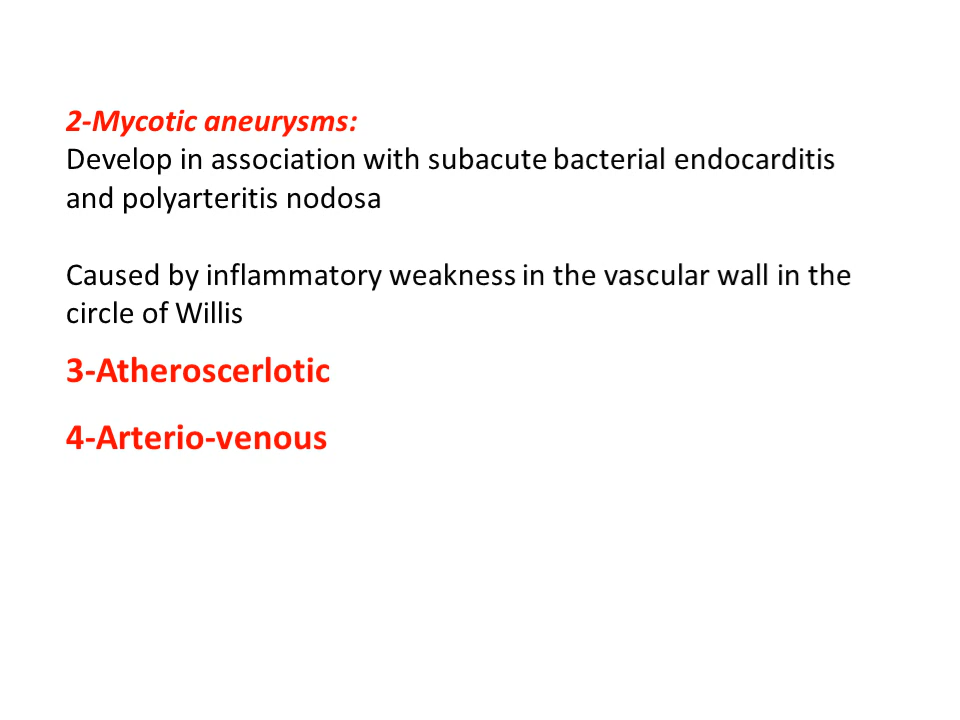 2-Mycotic aneurysms:
Develop in association with subacute bacterial endocarditis
and polyarteritis nodosa
Caused by inflammatory weakness in the vascular wall in the
circle of Willis
3-Atheroscerlotic
4-Arterio-venous